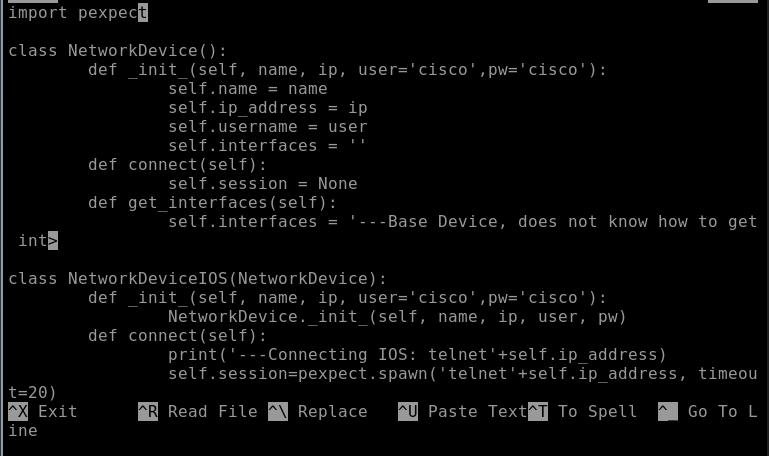 import pexpect

class NetworkDevice():
        def _init_(self, name, ip, user='cisco',pw='cisco'):
                self.name = name
                self.ip_address = ip
                self.username = user
                self.interfaces = ''
        def connect(self):
                self.session = None
        def get_interfaces(self):
                self.interfaces = '---Base Device, does not know how to get
 int>

class NetworkDeviceIOS(NetworkDevice):
        def _init_(self, name, ip, user='cisco',pw='cisco'):
                NetworkDevice._init_(self, name, ip, user, pw)
        def connect(self):
                print('---Connecting IOS: telnet'+self.ip_address)
                self.session=pexpect.spawn('telnet'+self.ip_address, timeou
t=20)
^X Exit      ^R Read File ^\ Replace   ^U Paste Text^T To Spell  ^_ Go To L
ine